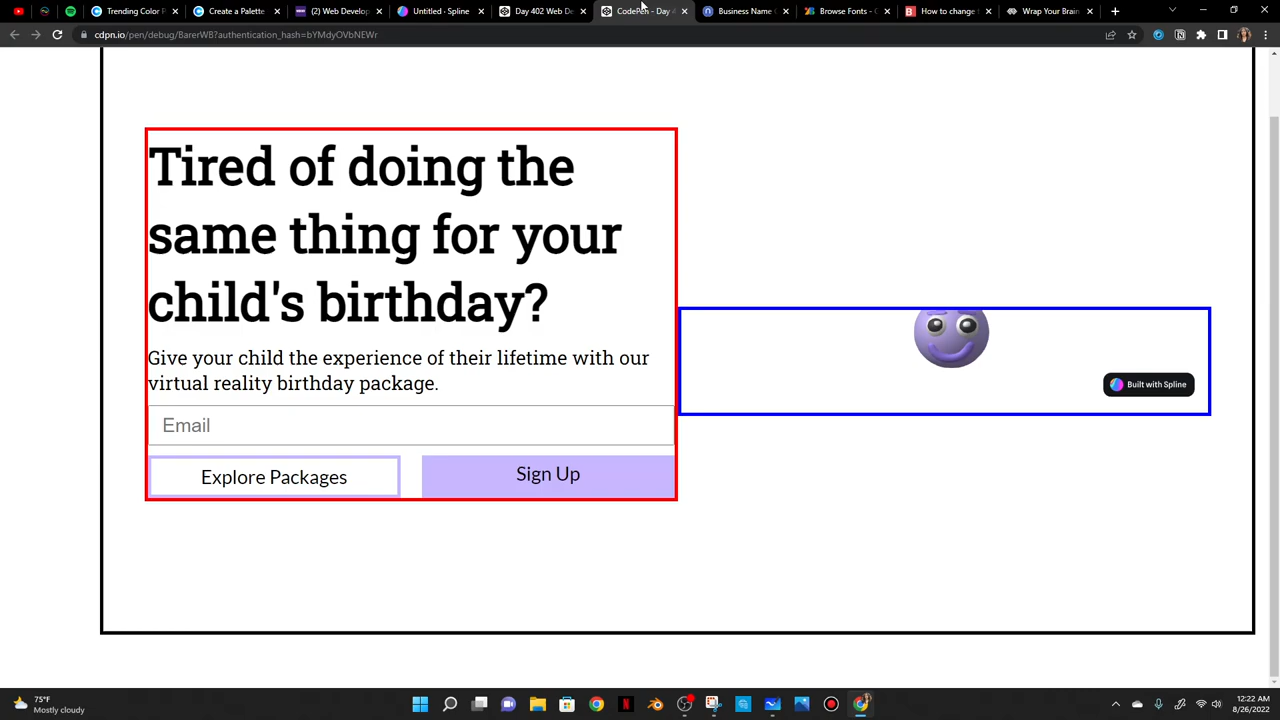 Trending Color P
Create a Palette
(2) Web Develop
Untitled - Spline
Day 402 Web De
CodePen - Day 4
Business Name G
Browse Fonts - G
How to change t
Wrap Your Brain
cdpn.io/pen/debug/BarerWB?authentication_hash=bYMdyOVbNEWr
Tired of doing the
same thing for your
child's birthday?
Give your child the experience of their lifetime with our
virtual reality birthday package.
Email
Explore Packages
Sign Up
Built with Spline
75°F
Mostly cloudy
12:22 AM
8/26/2022